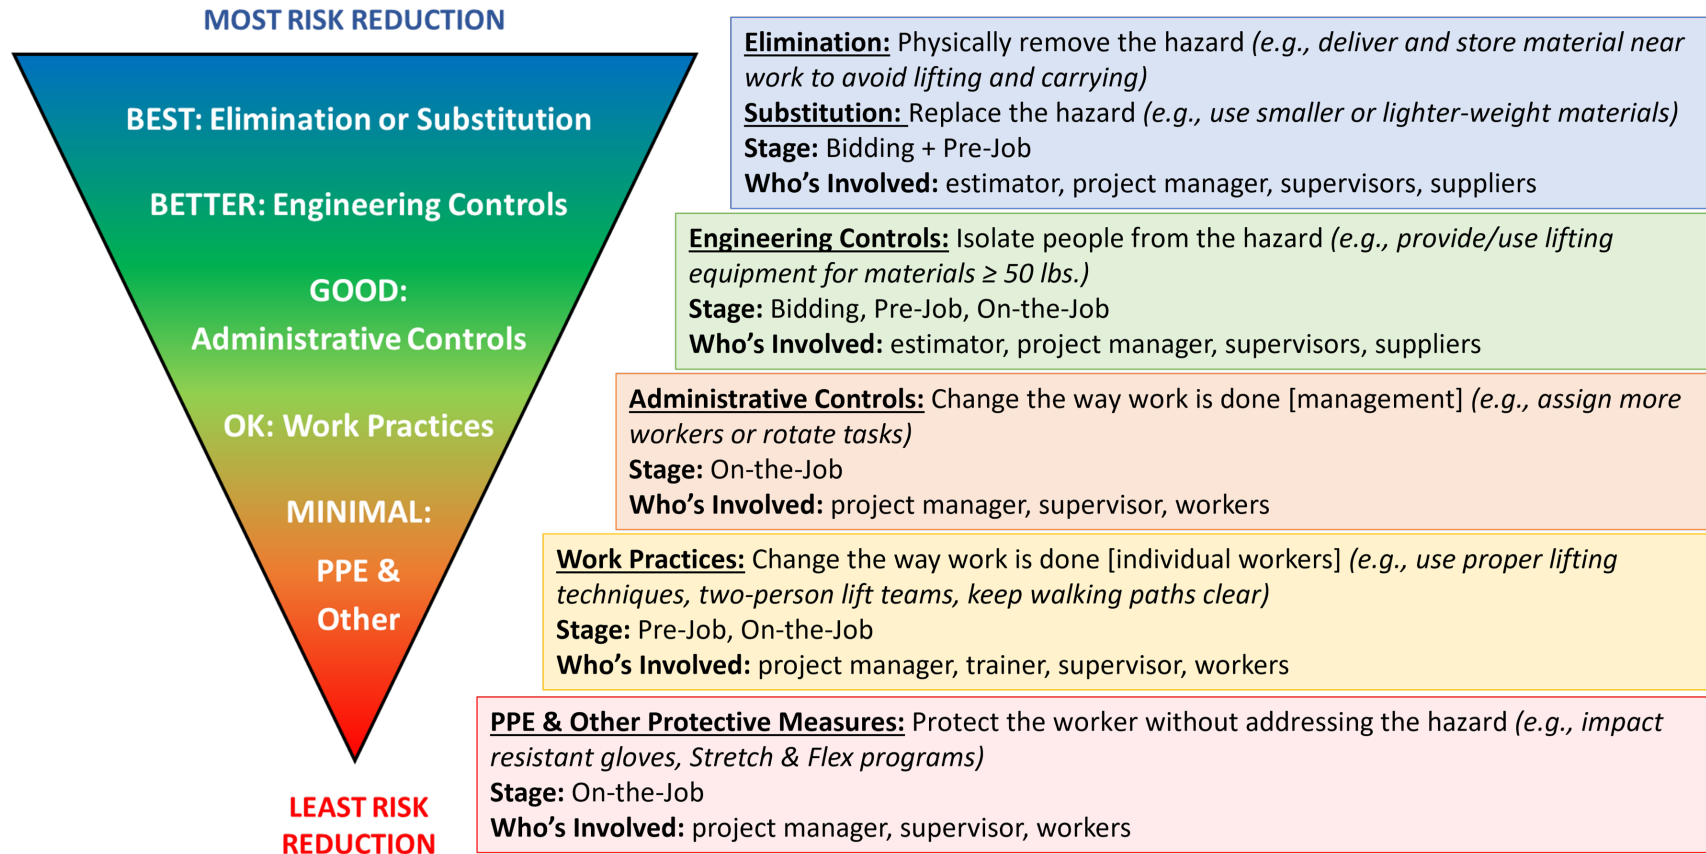 MOST RISK REDUCTION
BEST: Elimination or Substitution
BETTER: Engineering Controls
GOOD:
Administrative Controls
OK: Work Practices
MINIMAL:
PPE &
Other
LEAST RISK
REDUCTION
Elimination: Physically remove the hazard (e.g., deliver and store material near
work to avoid lifting and carrying)
Substitution: Replace the hazard (e.g., use smaller or lighter-weight materials)
Stage: Bidding + Pre-Job
Who’s Involved: estimator, project manager, supervisors, suppliers
Engineering Controls: Isolate people from the hazard (e.g., provide/use lifting
equipment for materials ≥ 50 lbs.)
Stage: Bidding, Pre-Job, On-the-Job
Who’s Involved: estimator, project manager, supervisors, suppliers
Administrative Controls: Change the way work is done [management] (e.g., assign more
workers or rotate tasks)
Stage: On-the-Job
Who’s Involved: project manager, supervisor, workers
Work Practices: Change the way work is done [individual workers] (e.g., use proper lifting
techniques, two-person lift teams, keep walking paths clear)
Stage: Pre-Job, On-the-Job
Who’s Involved: project manager, trainer, supervisor, workers
PPE & Other Protective Measures: Protect the worker without addressing the hazard (e.g., impact
resistant gloves, Stretch & Flex programs)
Stage: On-the-Job
Who’s Involved: project manager, supervisor, workers